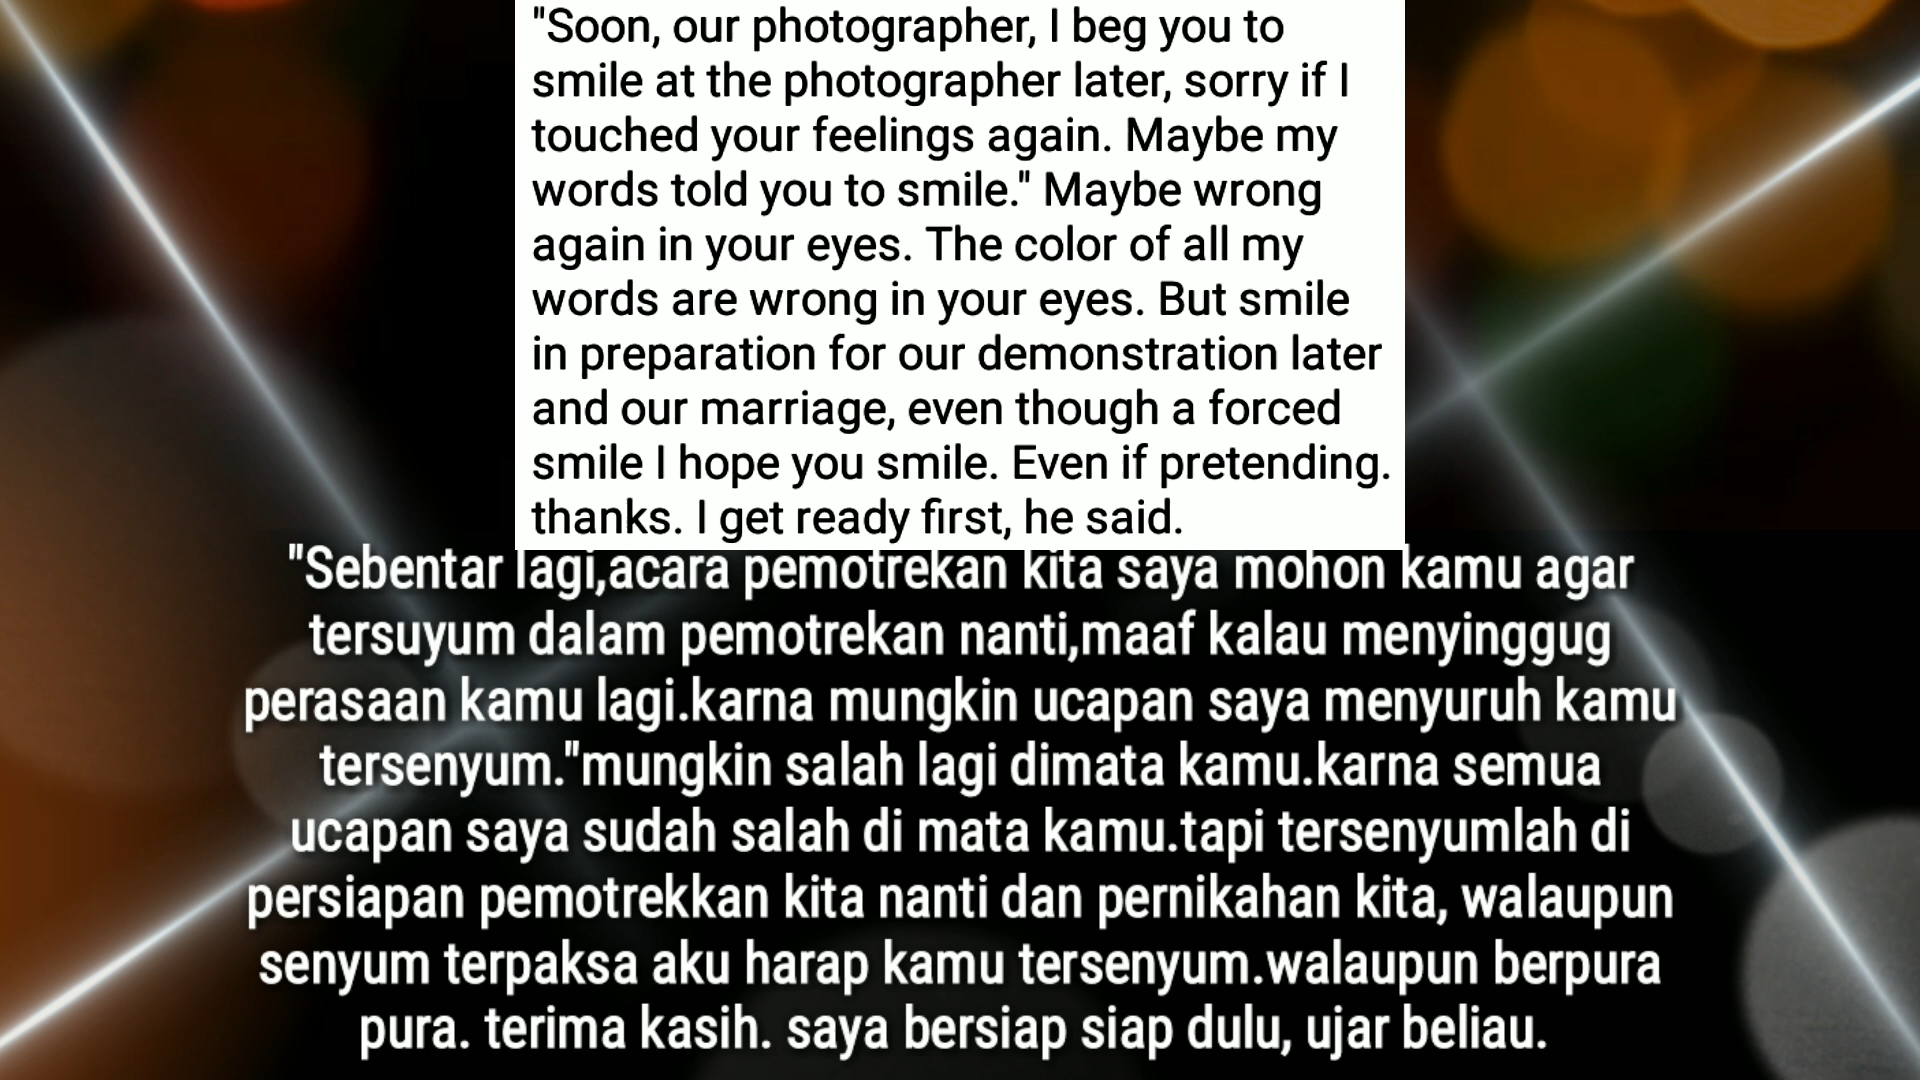 "Soon, our photographer, I beg you to
smile at the photographer later, sorry if I
touched your feelings again. Maybe my
words told you to smile." Maybe wrong
again in your eyes. The color of all my
words are wrong in your eyes. But smile
in preparation for our demonstration later
and our marriage, even though a forced
smile I hope you smile. Even if pretending.
thanks. I get ready first, he said.
"Sebentar lagi,acara pemotrekan kita saya mohon kamu agar
tersuyum dalam pemotrekan nanti,maaf kalau menyinggug
perasaan kamu lagi.karna mungkin ucapan saya menyuruh kamu
tersenyum."mungkin salah lagi dimata kamu.karna semua
ucapan saya sudah salah di mata kamu.tapi tersenyumlah di
persiapan pemotrekkan kita nanti dan pernikahan kita, walaupun
senyum terpaksa aku harap kamu tersenyum.walaupun berpura
pura. terima kasih. saya bersiap siap dulu, ujar beliau.